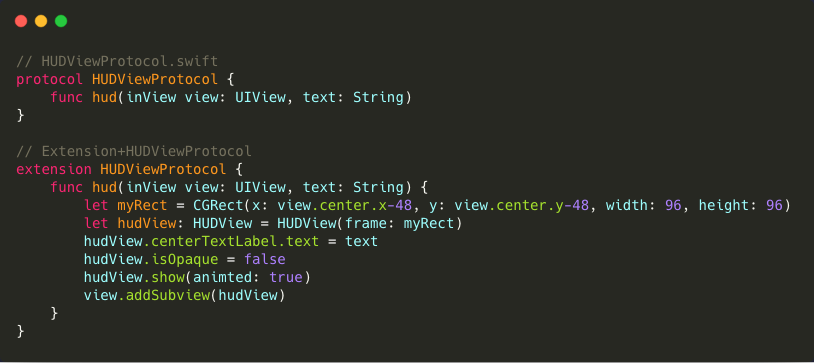 // HUDViewProtocol.swift
protocol HUDViewProtocol {
    func hud(inView view: UIView, text: String)
}

// Extension+HUDViewProtocol
extension HUDViewProtocol {
    func hud(inView view: UIView, text: String) {
        let myRect = CGRect(x: view.center.x-48, y: view.center.y-48, width: 96, height: 96)
        let hudView: HUDView = HUDView(frame: myRect)
        hudView.centerTextLabel.text = text
        hudView.isOpaque = false
        hudView.show(animted: true)
        view.addSubview(hudView)
    }
}